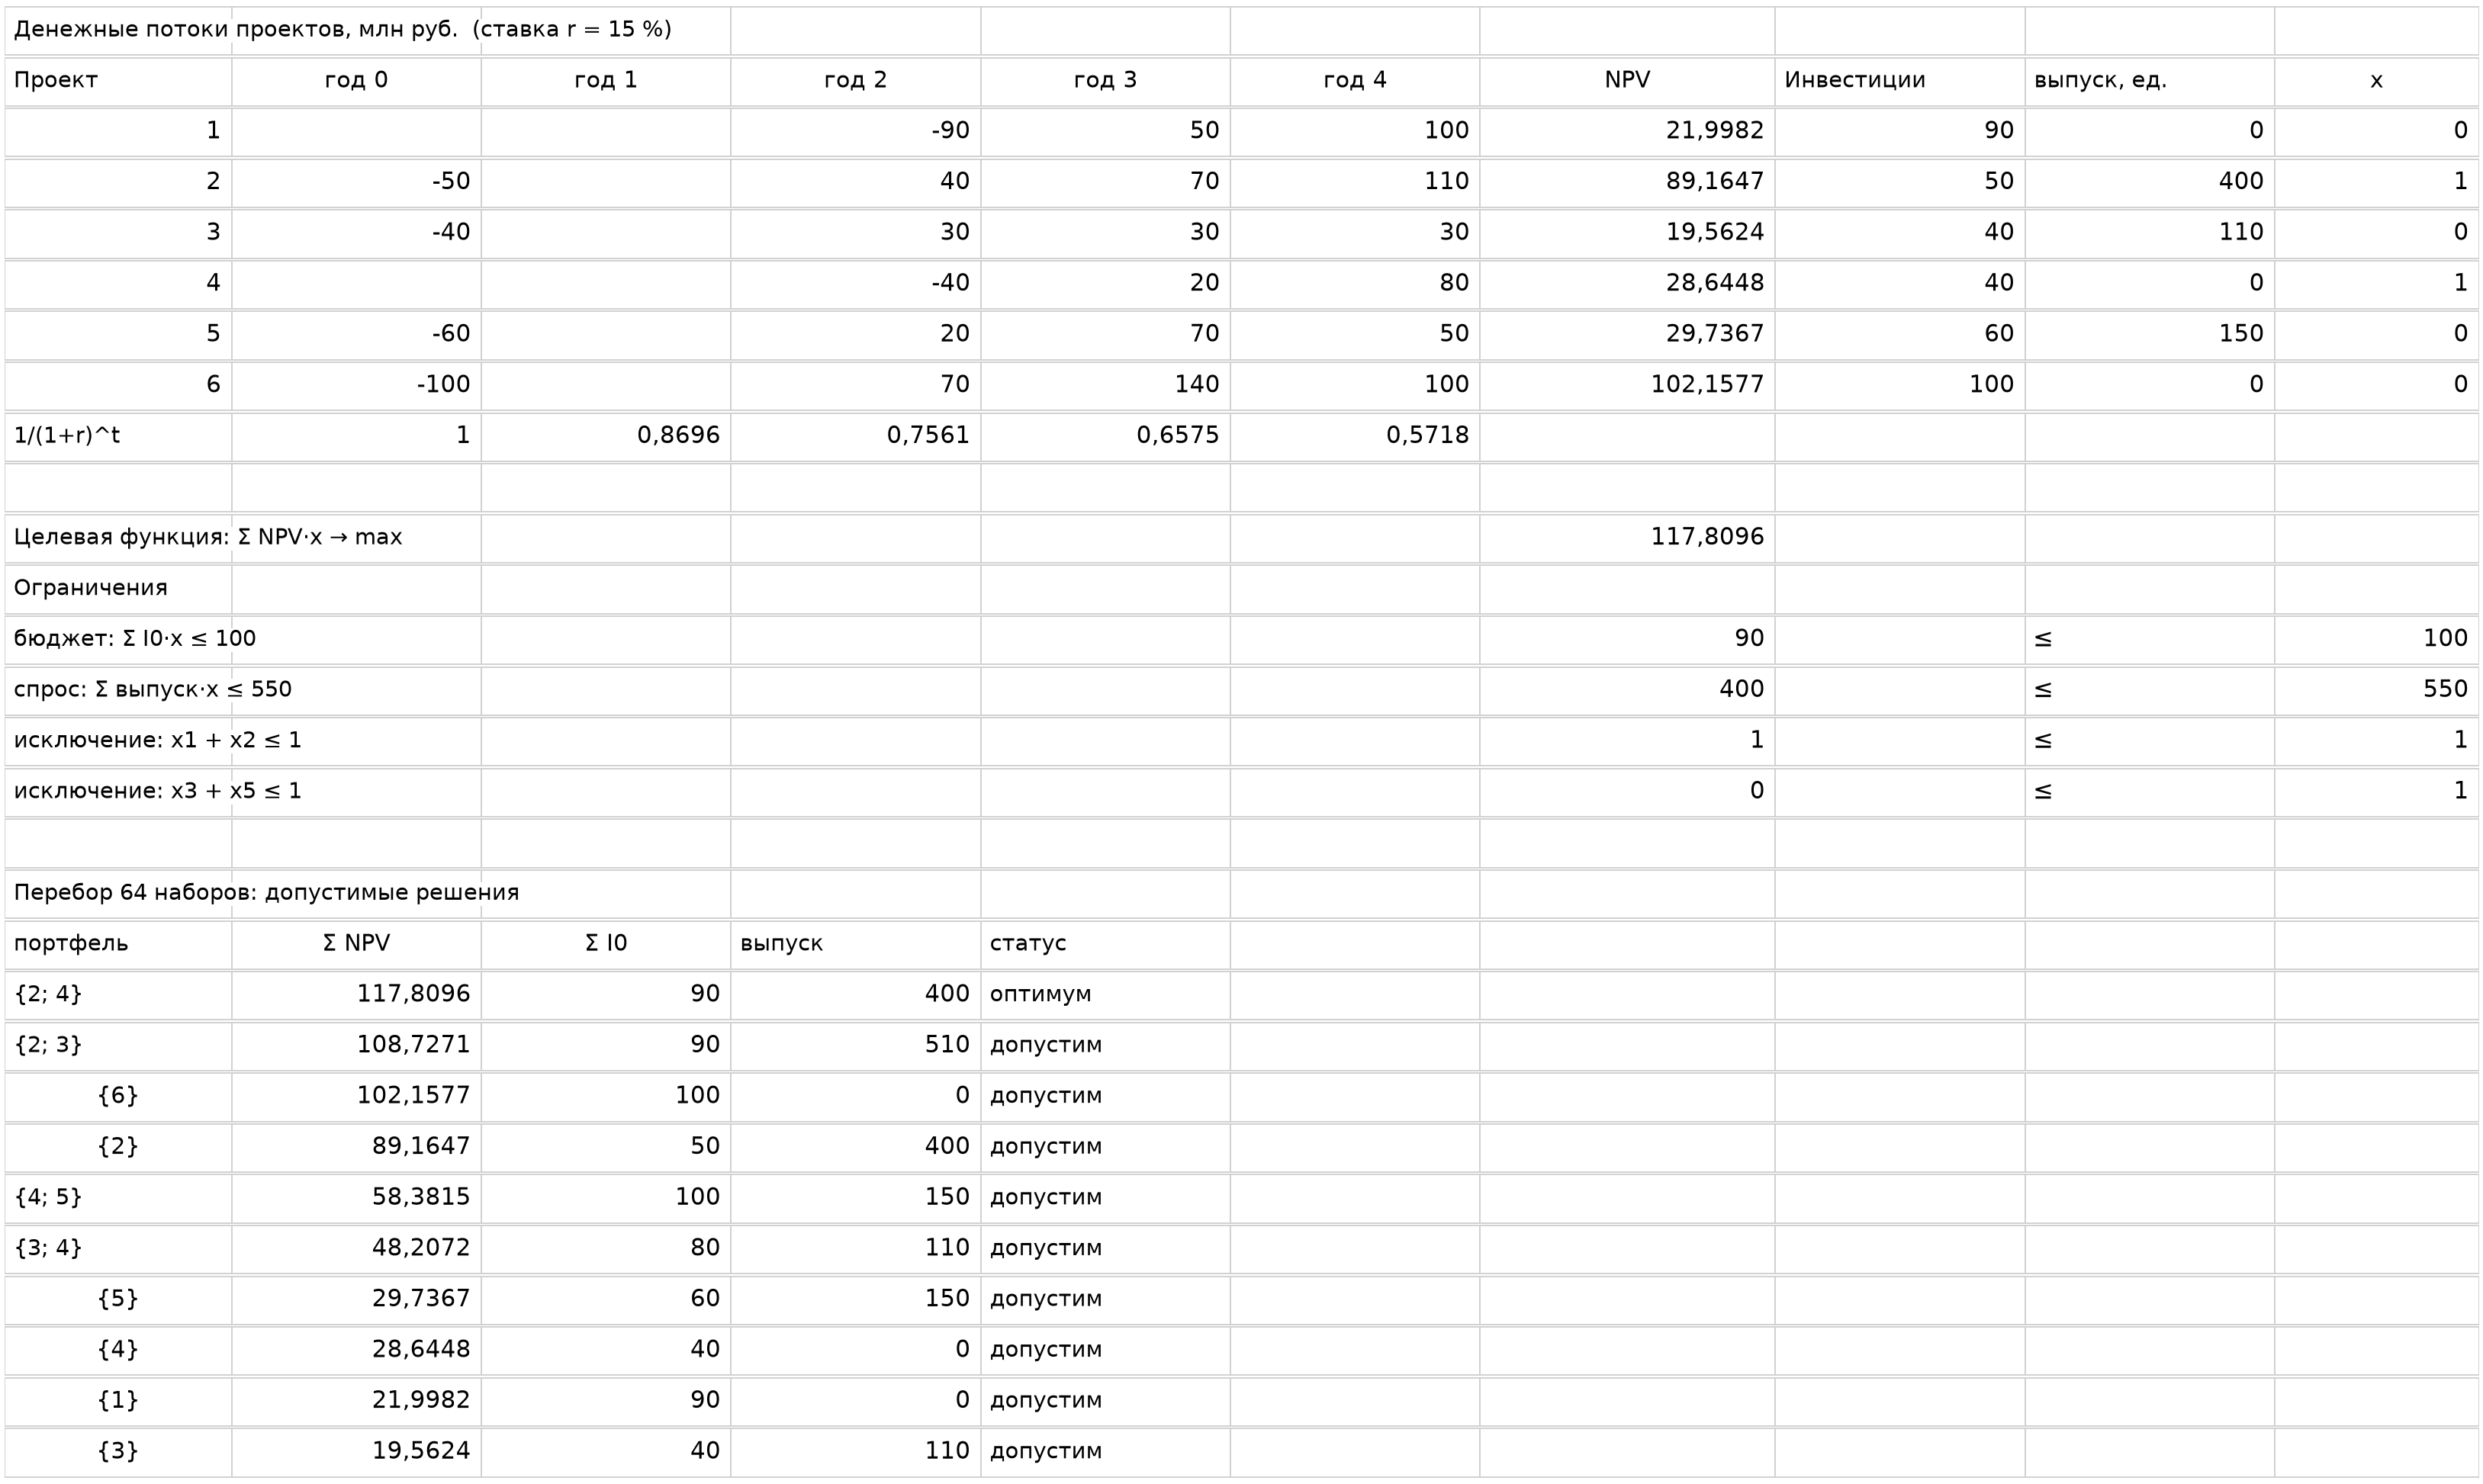 Денежные потоки проектов, млн руб. (ставка r = 15 %)
Проект год 0 год 1 год 2 год 3 год 4 NPV Инвестиции выпуск, ед. x
1 -90 50 100 21,9982 90 0 0
2 -50 40 70 110 89,1647 50 400 1
3 -40 30 30 30 19,5624 40 110 0
4 -40 20 80 28,6448 40 0 1
5 -60 20 70 50 29,7367 60 150 0
6 -100 70 140 100 102,1577 100 0 0
1/(1+r)^t 1 0,8696 0,7561 0,6575 0,5718
Целевая функция: Σ NPV·x → max 117,8096
Ограничения
бюджет: Σ I0·x ≤ 100 90 ≤ 100
спрос: Σ выпуск·x ≤ 550 400 ≤ 550
исключение: x1 + x2 ≤ 1 1 ≤ 1
исключение: x3 + x5 ≤ 1 0 ≤ 1
Перебор 64 наборов: допустимые решения
портфель Σ NPV Σ I0 выпуск статус
{2; 4} 117,8096 90 400 оптимум
{2; 3} 108,7271 90 510 допустим
{6} 102,1577 100 0 допустим
{2} 89,1647 50 400 допустим
{4; 5} 58,3815 100 150 допустим
{3; 4} 48,2072 80 110 допустим
{5} 29,7367 60 150 допустим
{4} 28,6448 40 0 допустим
{1} 21,9982 90 0 допустим
{3} 19,5624 40 110 допустим